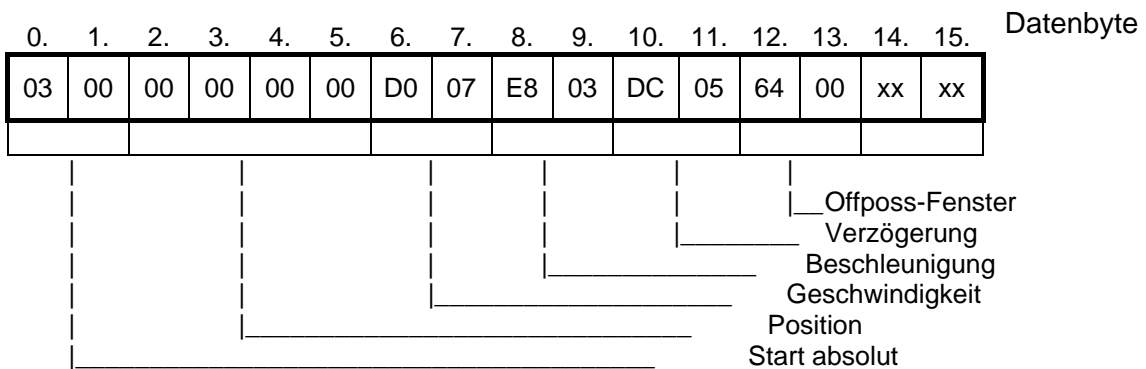 0. 1. 2. 3. 4. 5. 6. 7. 8. 9. 10. 11. 12. 13. 14. 15. Datenbyte
03 00 00 00 00 00 D0 07 E8 03 DC 05 64 00 xx xx
Offposs-Fenster
Verzögerung
Beschleunigung
Geschwindigkeit
Position
Start absolut